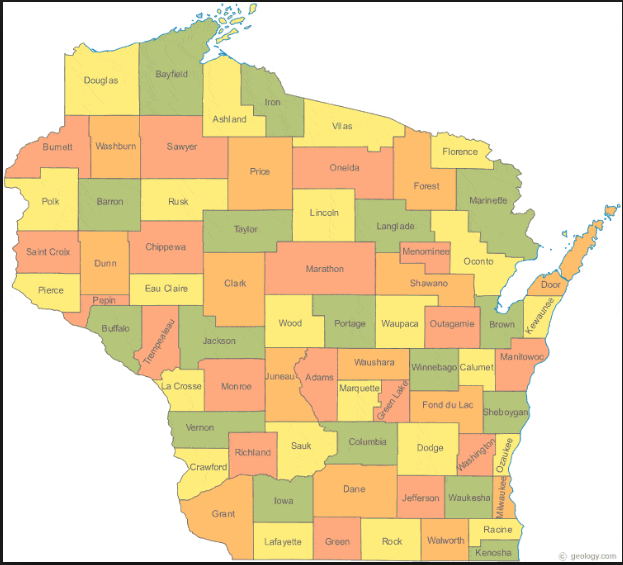 Douglas
Bayfield
Ashland
Iron
Vilas
Burnett
Washburn
Sawyer
Price
Oneida
Forest
Florence
Marinette
Polk
Barron
Rusk
Taylor
Lincoln
Langlade
Menominee
Oconto
Saint Croix
Dunn
Chippewa
Clark
Marathon
Shawano
Door
Pierce
Pepin
Eau Claire
Buffalo
Trempealeau
Jackson
Wood
Portage
Waupaca
Outagamie
Brown
Kewaunee
La Crosse
Monroe
Juneau
Adams
Waushara
Marquette
Green Lake
Winnebago
Calumet
Manitowoc
Fond du Lac
Sheboygan
Vernon
Crawford
Richland
Sauk
Columbia
Dodge
Washington
Ozaukee
Grant
Iowa
Dane
Jefferson
Waukesha
Milwaukee
Lafayette
Green
Rock
Walworth
Racine
Kenosha
© geology.com